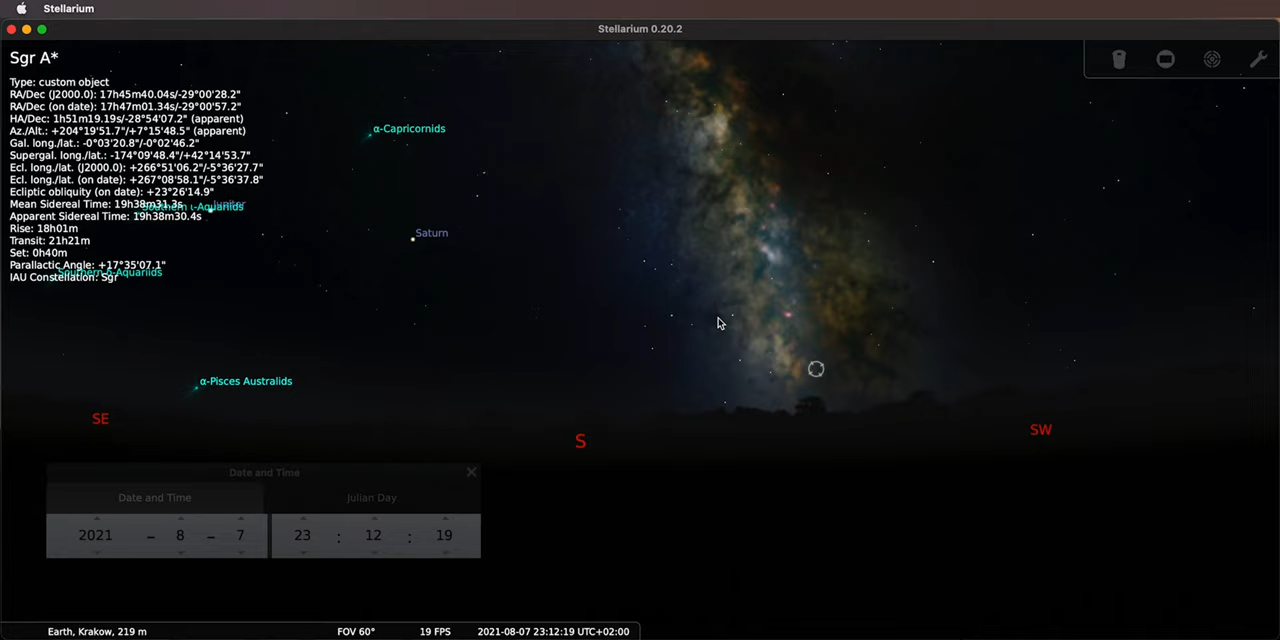 Stellarium
Stellarium 0.20.2
Sgr A*
Type: custom object
RA/Dec (J2000.0): 17h45m40.04s/-29°00'28.2"
RA/Dec (on date): 17h47m01.34s/-29°00'57.2"
HA/Dec: 1h51m19.19s/-28°54'07.2" (apparent)
Az./Alt.: +204°19'51.7"/+7°15'48.5" (apparent)
Gal. long./lat.: -0°03'20.8"/-0°02'46.2"
Supergal. long./lat.: -174°09'48.4"/+42°14'53.7"
Ecl. long./lat. (J2000.0): +266°51'06.2"/-5°36'27.7"
Ecl. long./lat. (on date): +267°08'58.1"/-5°36'37.8"
Ecliptic obliquity (on date): +23°26'14.9"
Mean Sidereal Time: 19h38m31.3s
Apparent Sidereal Time: 19h38m30.4s
Rise: 18h01m
Transit: 21h21m
Set: 0h40m
Parallactic Angle: +17°35'07.1"
IAU Constellation: Sgr
α-Capricornids
Jupiter
Southern ι-Aquariids
Saturn
Southern δ-Aquariids
α-Pisces Australids
SE
S
SW
Date and Time
Date and Time Julian Day
2021 - 8 - 7 23 : 12 : 19
Earth, Krakow, 219 m FOV 60° 19 FPS 2021-08-07 23:12:19 UTC+02:00